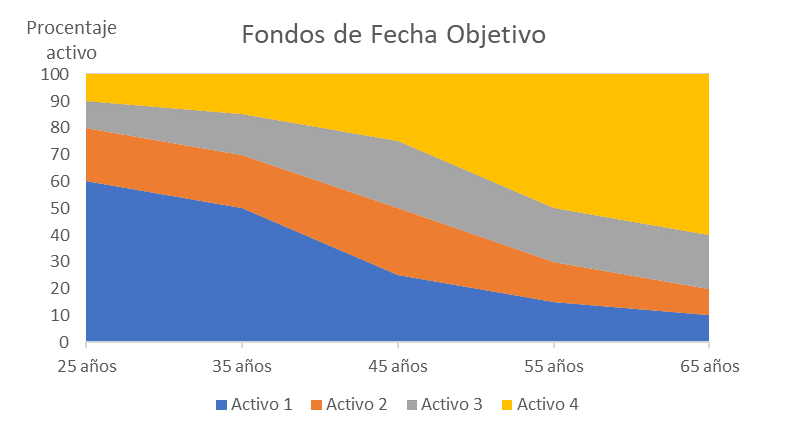 Procentaje
activo
Fondos de Fecha Objetivo
100
90
80
70
60
50
40
30
20
10
0
25 años 35 años 45 años 55 años 65 años
Activo 1 Activo 2 Activo 3 Activo 4